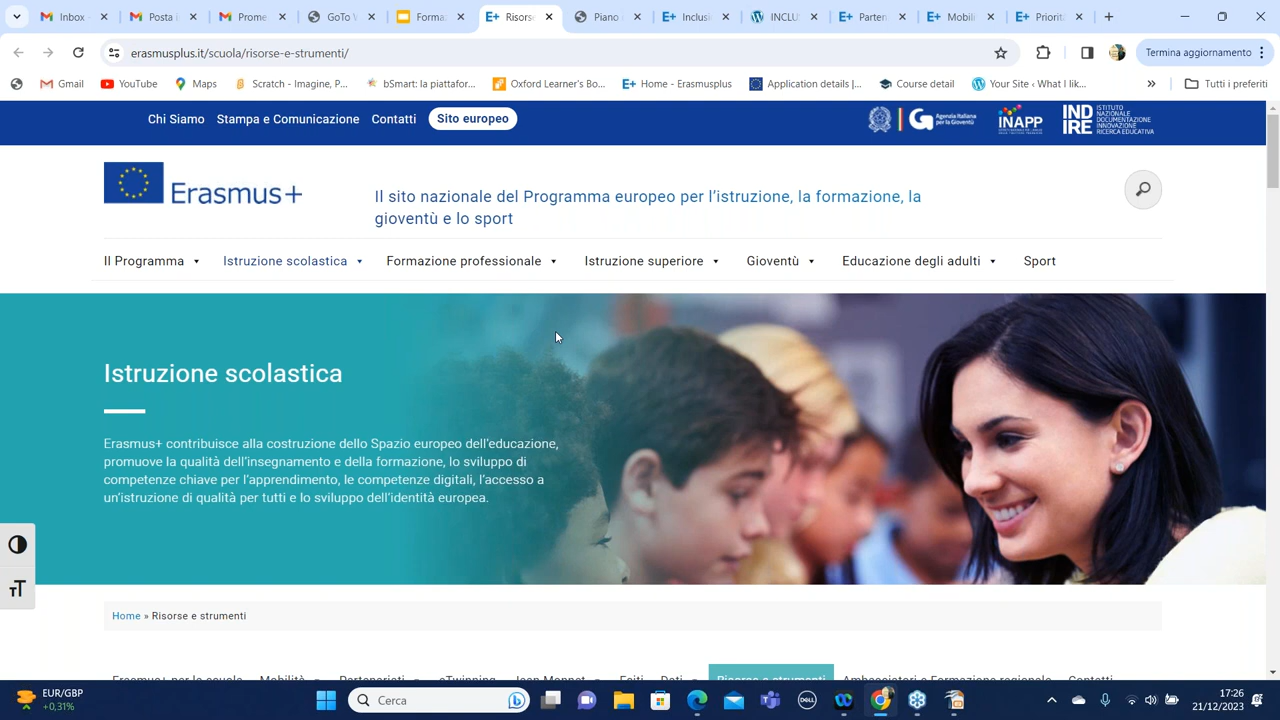 Inbox
Posta i
Prome
GoTo V
Forma
Risorse
Piano
Inclusi
INCLU
Parten
Mobili
Priorit
erasmusplus.it/scuola/risorse-e-strumenti/
Termina aggiornamento
Gmail
YouTube
Maps
Scratch - Imagine, P...
bSmart: la piattafor...
Oxford Learner's Bo...
Home - Erasmusplus
Application details |...
Course detail
Your Site ‹ What I lik...
Tutti i preferiti
Chi Siamo
Stampa e Comunicazione
Contatti
Sito europeo
Agenzia Italiana
per la Gioventù
INAPP
INDIRE
ISTITUTO
NAZIONALE
DOCUMENTAZIONE
INNOVAZIONE
RICERCA EDUCATIVA
Erasmus+
Il sito nazionale del Programma europeo per l'istruzione, la formazione, la
gioventù e lo sport
Il Programma
Istruzione scolastica
Formazione professionale
Istruzione superiore
Gioventù
Educazione degli adulti
Sport
Istruzione scolastica
Erasmus+ contribuisce alla costruzione dello Spazio europeo dell'educazione,
promuove la qualità dell'insegnamento e della formazione, lo sviluppo di
competenze chiave per l'apprendimento, le competenze digitali, l'accesso a
un'istruzione di qualità per tutti e lo sviluppo dell'identità europea.
Home » Risorse e strumenti
Erasmus+ per la scuola
Mobilità
Partenariati
eTwinning
Jean Monnet
Esiti
Dati
Risorse e strumenti
Ambasciatori e Formazione regionale
Contatti
EUR/GBP
+0,31%
Cerca
17:26
21/12/2023